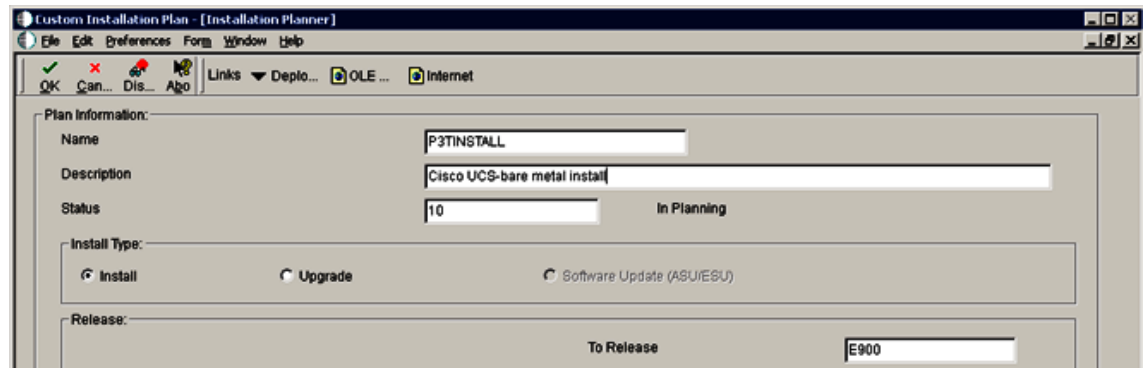 Custom Installation Plan - [Installation Planner]
File Edit Preferences Form Window Help
OK Can... Dis... Abo Links Deplo... OLE ... Internet
Plan Information:
Name P3TINSTALL
Description Cisco UCS-bare metal install
Status 10 In Planning
Install Type:
Install Upgrade Software Update (ASU/ESU)
Release:
To Release E900